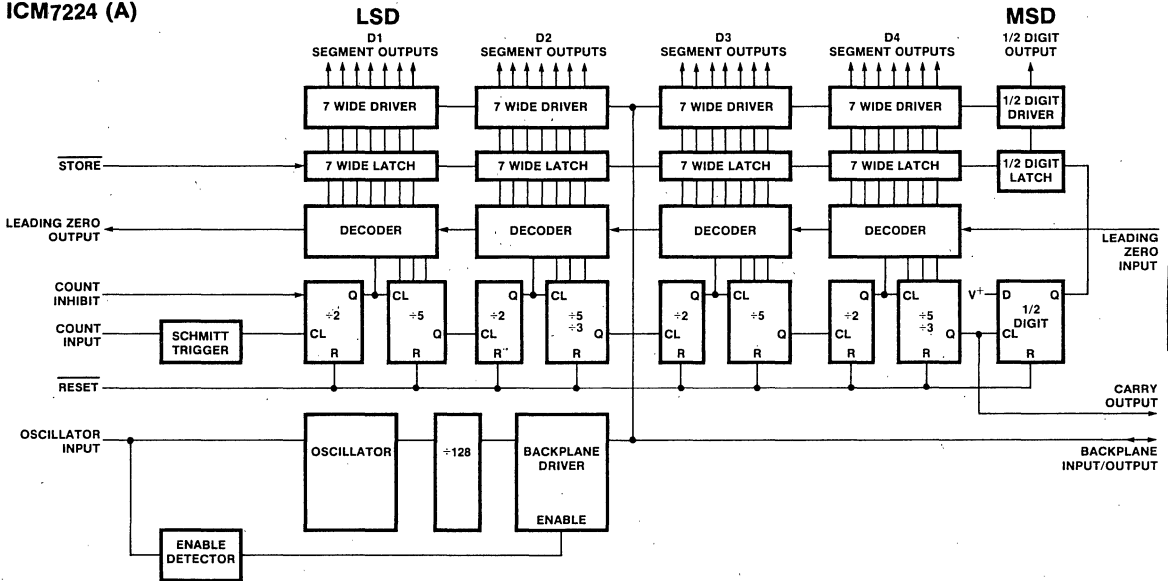 ICM7224 (A)
LSD
MSD
D1
SEGMENT OUTPUTS
D2
SEGMENT OUTPUTS
D3
SEGMENT OUTPUTS
D4
SEGMENT OUTPUTS
1/2 DIGIT
OUTPUT
7 WIDE DRIVER
7 WIDE DRIVER
7 WIDE DRIVER
7 WIDE DRIVER
1/2 DIGIT
DRIVER
STORE
7 WIDE LATCH
7 WIDE LATCH
7 WIDE LATCH
7 WIDE LATCH
1/2 DIGIT
LATCH
LEADING ZERO
OUTPUT
DECODER
DECODER
DECODER
DECODER
LEADING
ZERO
INPUT
COUNT
INHIBIT
COUNT
INPUT
SCHMITT
TRIGGER
Q
÷2
CL
R
CL
÷5
Q
R
Q
÷2
CL
R
CL
÷5
÷3
Q
R
Q
÷2
CL
R
CL
÷5
Q
R
Q
÷2
CL
R
CL
÷5
÷3
Q
R
V+
D Q
1/2
DIGIT
CL
R
RESET
CARRY
OUTPUT
OSCILLATOR
INPUT
OSCILLATOR
÷128
BACKPLANE
DRIVER
ENABLE
BACKPLANE
INPUT/OUTPUT
ENABLE
DETECTOR